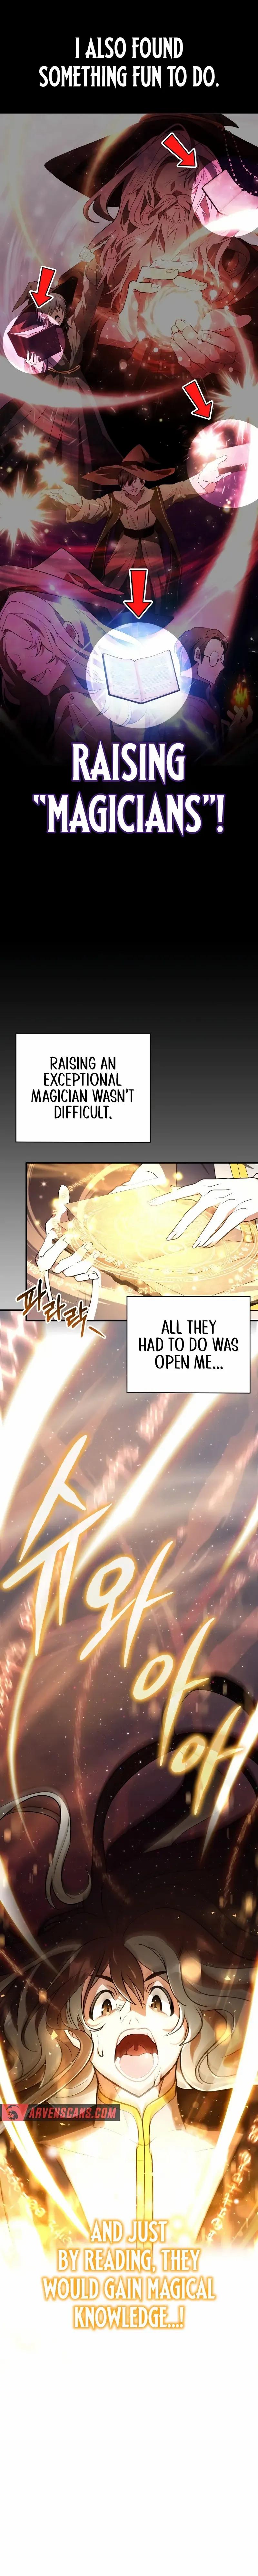 I ALSO FOUND
SOMETHING FUN TO DO.
RAISING
"MAGICIANS"!
RAISING AN
EXCEPTIONAL
MAGICIAN WASN'T
DIFFICULT.
파라락
ALL THEY
HAD TO DO WAS
OPEN ME...
슈와아아
ARVENSCANS.COM
AND JUST
BY READING, THEY
WOULD GAIN MAGICAL
KNOWLEDGE...!